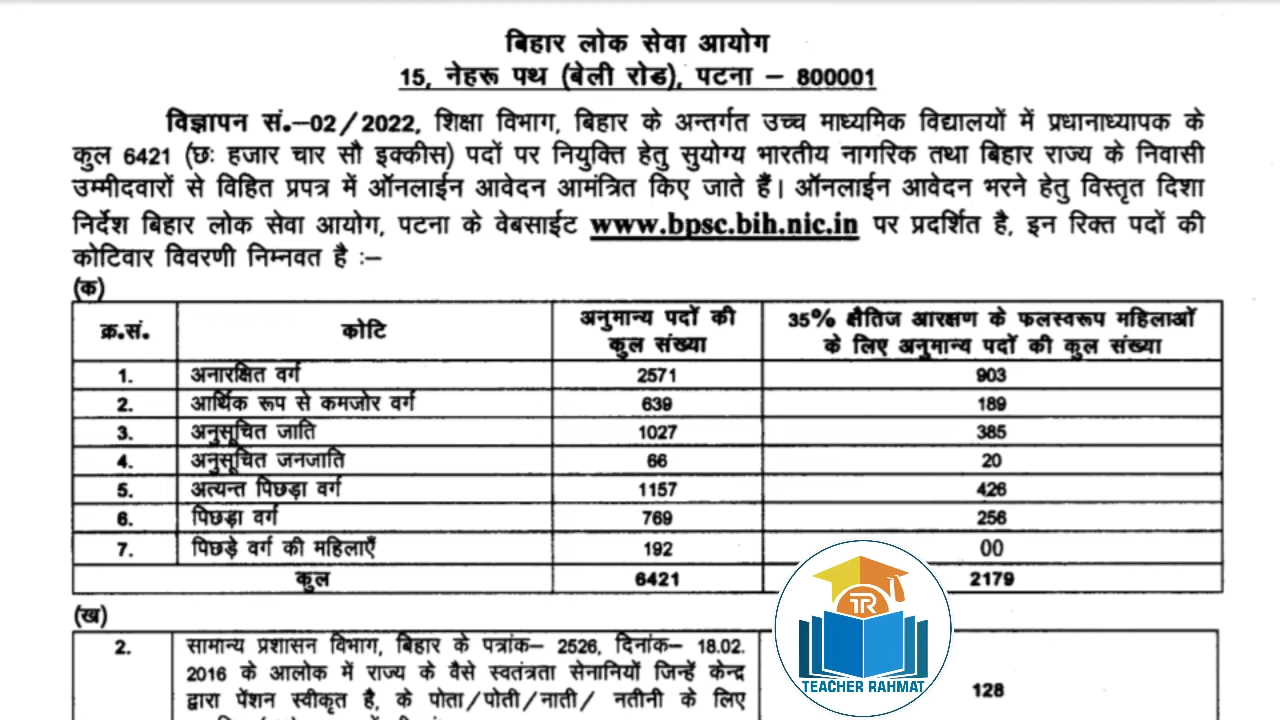 बिहार लोक सेवा आयोग
15, नेहरू पथ (बेली रोड), पटना – 800001
विज्ञापन सं.–02/2022, शिक्षा विभाग, बिहार के अन्तर्गत उच्च माध्यमिक विद्यालयों में प्रधानाध्यापक के
कुल 6421 (छः हजार चार सौ इक्कीस) पदों पर नियुक्ति हेतु सुयोग्य भारतीय नागरिक तथा बिहार राज्य के निवासी
उम्मीदवारों से विहित प्रपत्र में ऑनलाईन आवेदन आमंत्रित किए जाते हैं। ऑनलाईन आवेदन भरने हेतु विस्तृत दिशा
निर्देश बिहार लोक सेवा आयोग, पटना के वेबसाईट www.bpsc.bih.nic.in पर प्रदर्शित है, इन रिक्त पदों की
कोटिवार विवरणी निम्नवत है :–
(क)
क्र.सं. कोटि अनुमान्य पदों की कुल संख्या 35% क्षैतिज आरक्षण के फलस्वरूप महिलाओं के लिए अनुमान्य पदों की कुल संख्या
1. अनारक्षित वर्ग 2571 903
2. आर्थिक रूप से कमजोर वर्ग 639 189
3. अनुसूचित जाति 1027 385
4. अनुसूचित जनजाति 66 20
5. अत्यन्त पिछड़ा वर्ग 1157 426
6. पिछड़ा वर्ग 769 256
7. पिछड़े वर्ग की महिलाएँ 192 00
कुल 6421 2179
(ख)
2. सामान्य प्रशासन विभाग, बिहार के पत्रांक– 2526, दिनांक– 18.02.
2016 के आलोक में राज्य के वैसे स्वतंत्रता सेनानियों जिन्हें केन्द्र
द्वारा पेंशन स्वीकृत है, के पोता/पोती/नाती/ नतीनी के लिए
128
TR
TEACHER RAHMAT